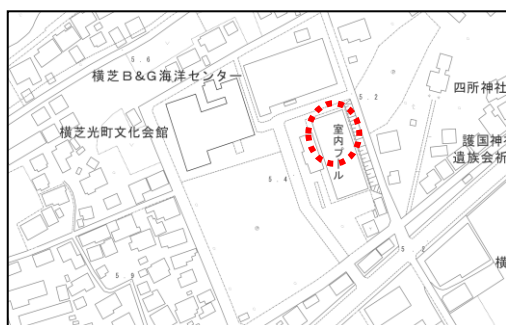 5.6
横芝B&G海洋センター
5.2
四所神社
横芝光町文化会館
室内プール
護国神社
遺族会祈
5.4
5.2
横
5.9